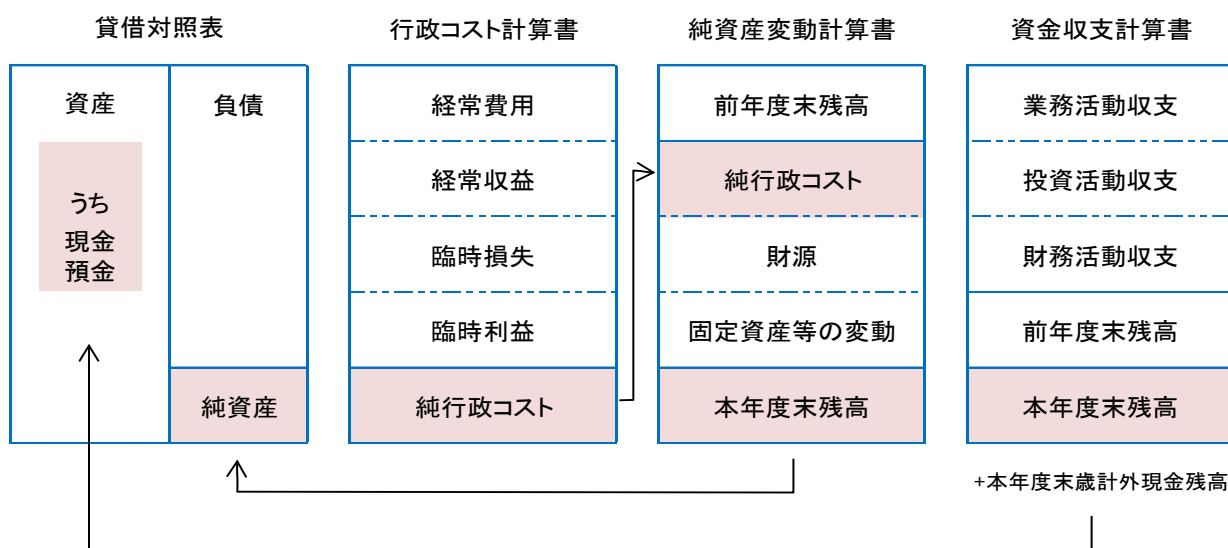 貸借対照表
資産
負債
うち
現金
預金
純資産
行政コスト計算書
経常費用
経常収益
臨時損失
臨時利益
純行政コスト
純資産変動計算書
前年度末残高
純行政コスト
財源
固定資産等の変動
本年度末残高
資金収支計算書
業務活動収支
投資活動収支
財務活動収支
前年度末残高
本年度末残高
+本年度末歳計外現金残高